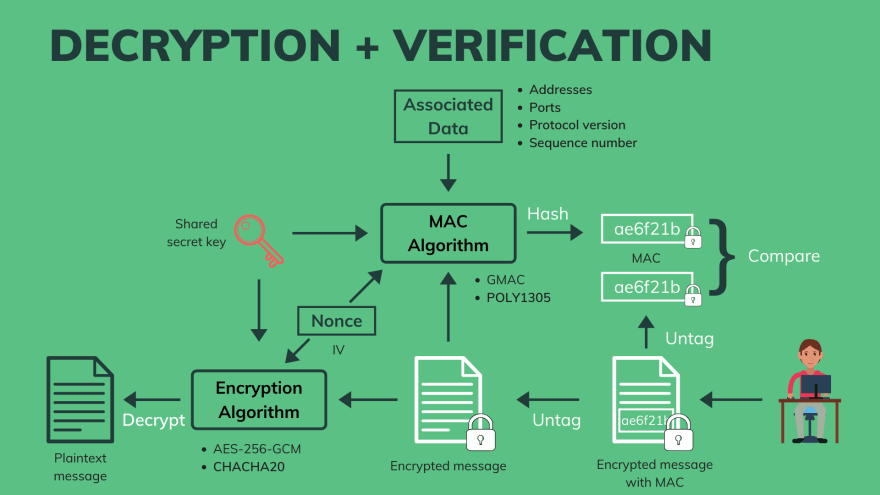 DECRYPTION + VERIFICATION
Associated
Data
• Addresses
• Ports
• Protocol version
• Sequence number
Shared
secret key
MAC
Algorithm
Hash
ae6f21b
MAC
ae6f21b
Compare
• GMAC
• POLY1305
Nonce
IV
Untag
Encryption
Algorithm
Decrypt
Untag
ae6f21b
• AES-256-GCM
• CHACHA20
Plaintext
message
Encrypted message
Encrypted message
with MAC